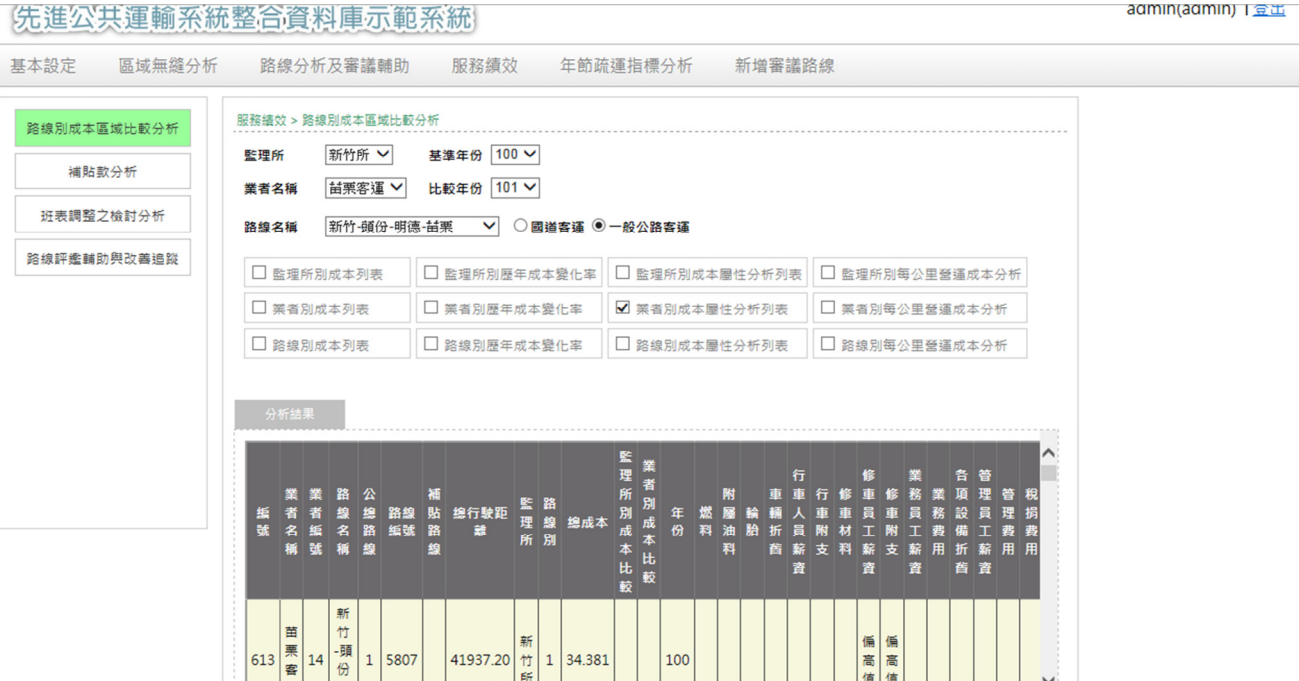 先進公共運輸系統整合資料庫示範系統
admin(admin) | 登出
基本設定 區域無縫分析 路線分析及審議輔助 服務績效 年節疏運指標分析 新增審議路線
路線別成本區域比較分析
補貼款分析
班表調整之檢討分析
路線評鑑輔助與改善追蹤
服務績效 > 路線別成本區域比較分析
監理所 新竹所 基準年份 100
業者名稱 苗栗客運 比較年份 101
路線名稱 新竹-頭份-明德-苗栗 國道客運 一般公路客運
監理所別成本列表 監理所別歷年成本變化率 監理所別成本屬性分析列表 監理所別每公里營運成本分析
業者別成本列表 業者別歷年成本變化率 業者別成本屬性分析列表 業者別每公里營運成本分析
路線別成本列表 路線別歷年成本變化率 路線別成本屬性分析列表 路線別每公里營運成本分析
分析結果
編號 業者名稱 業者編號 路線名稱 公總路線 路線編號 補貼路線 總行駛距離 監理所 路線別 總成本 監理所別成本比較 業者別成本比較 年份 燃料 附屬油料 輪胎 車輛折舊 行車人員薪資 行車附支 修車材料 修車員工薪資 修車附支 業務員工薪資 業務費用 各項設備折舊 管理員工薪資 管理費用 稅捐費用
613 苗栗客 14 新竹-頭份 1 5807 41937.20 新竹所 1 34.381 100 偏高值 偏高值